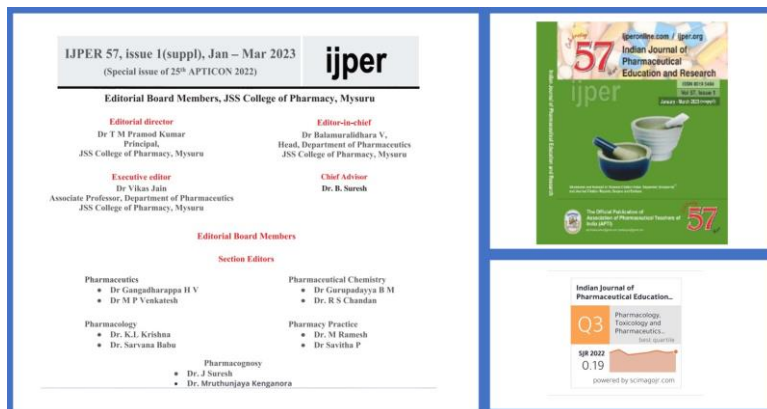 IJPER 57, issue 1(suppl), Jan – Mar 2023
(Special issue of 25th APTICON 2022)
ijper
Editorial Board Members, JSS College of Pharmacy, Mysuru
Editorial director
Dr T M Pramod Kumar
Principal,
JSS College of Pharmacy, Mysuru
Editor-in-chief
Dr Balamuralidhara V,
Head, Department of Pharmaceutics
JSS College of Pharmacy, Mysuru
Executive editor
Dr Vikas Jain
Associate Professor, Department of Pharmaceutics
JSS College of Pharmacy, Mysuru
Chief Advisor
Dr. B. Suresh
Editorial Board Members
Section Editors
Pharmaceutics
• Dr Gangadharappa H V
• Dr M P Venkatesh
Pharmaceutical Chemistry
• Dr Gurupadayya B M
• Dr. R S Chandan
Pharmacology
• Dr. K.L Krishna
• Dr. Sarvana Babu
Pharmacy Practice
• Dr. M Ramesh
• Dr Savitha P
Pharmacognosy
• Dr. J Suresh
• Dr. Mruthunjaya Kenganora
ijperonline.com / ijper.org
57
Indian Journal of
Pharmaceutical
Education and Research
Vol 57, Issue 1
ijper
Indian Journal of Pharmaceutical Education and Research
The Official Publication of
Association of Pharmaceutical Teachers of
India (APTI)
57
Indian Journal of
Pharmaceutical Education..
Q3
Pharmacology,
Toxicology and
Pharmaceutics..
best quartile
SJR 2022
0.19
powered by scimagojr.com